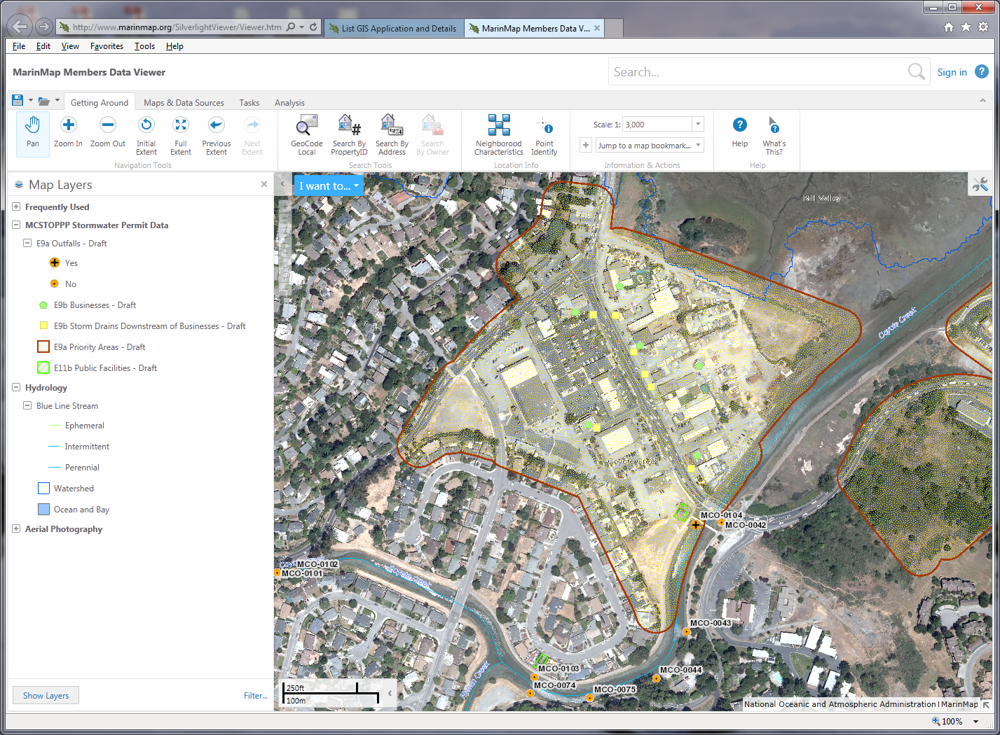 http://www.marinmap.org/SilverlightViewer/Viewer.htm
List GIS Application and Details
MarinMap Members Data V...
File Edit View Favorites Tools Help
MarinMap Members Data Viewer
Search...
Sign in
?
Getting Around
Maps & Data Sources
Tasks
Analysis
Pan
Zoom In
Zoom Out
Initial
Extent
Full
Extent
Previous
Extent
Next
Extent
Navigation Tools
GeoCode
Local
Search By
PropertyID
Search By
Address
Search
By Owner
Search Tools
Neighborood
Characteristics
Point
Identify
Location Info
Scale: 1: 3,000
Jump to a map bookmark...
Information & Actions
Help
What's
This?
Help
Map Layers
I want to...
Frequently Used
MCSTOPPP Stormwater Permit Data
E9a Outfalls - Draft
Yes
No
E9b Businesses - Draft
E9b Storm Drains Downstream of Businesses - Draft
E9a Priority Areas - Draft
E11b Public Facilities - Draft
Hydrology
Blue Line Stream
Ephemeral
Intermittent
Perennial
Watershed
Ocean and Bay
Aerial Photography
Show Layers
Filter...
Mill Valley
Coyote Creek
MCO-0104
MCO-0042
MCO-0102
MCO-0101
MCO-0043
MCO-0044
MCO-0103
MCO-0074
MCO-0075
250ft
100m
National Oceanic and Atmospheric Administration | MarinMap
100%